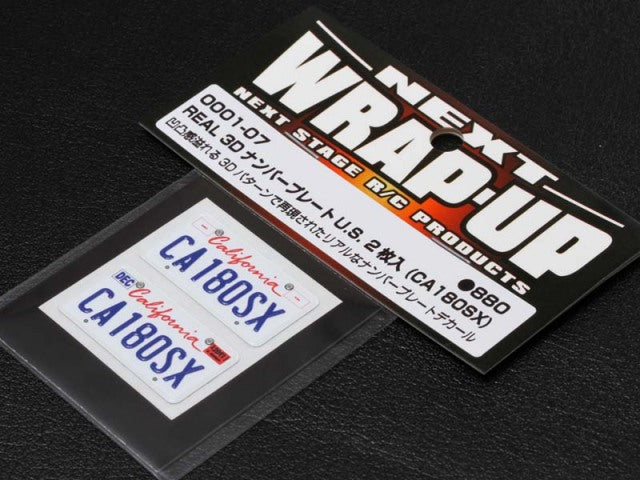 NEXT
WRAP-UP
NEXT STAGE R/C PRODUCTS
0001-07
●880
REAL 3Dナンバープレート U.S. 2枚入 (CA180SX)
凹凸感溢れる 3Dパターンで再現されたリアルなナンバープレートデカール
California
CA180SX
DEC California
CA180SX